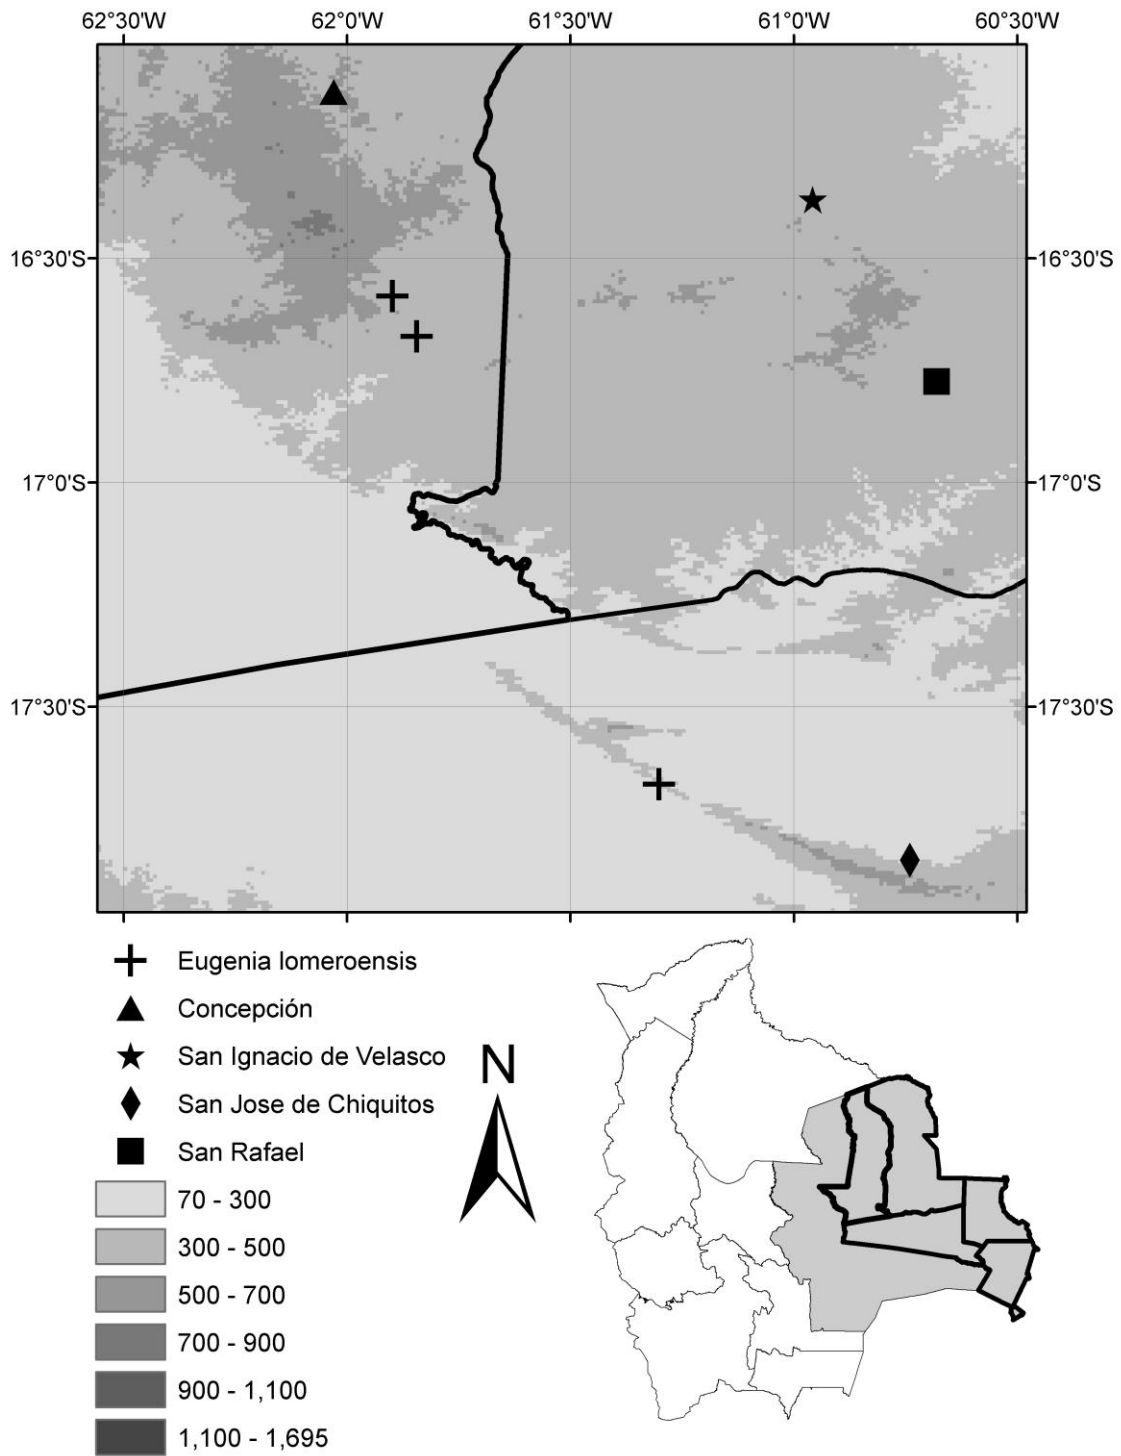 62°30'W 62°0'W 61°30'W 61°0'W 60°30'W
16°30'S 16°30'S
17°0'S 17°0'S
17°30'S 17°30'S
Eugenia lomeroensis
Concepción
San Ignacio de Velasco
San Jose de Chiquitos
San Rafael
N
70 - 300
300 - 500
500 - 700
700 - 900
900 - 1,100
1,100 - 1,695